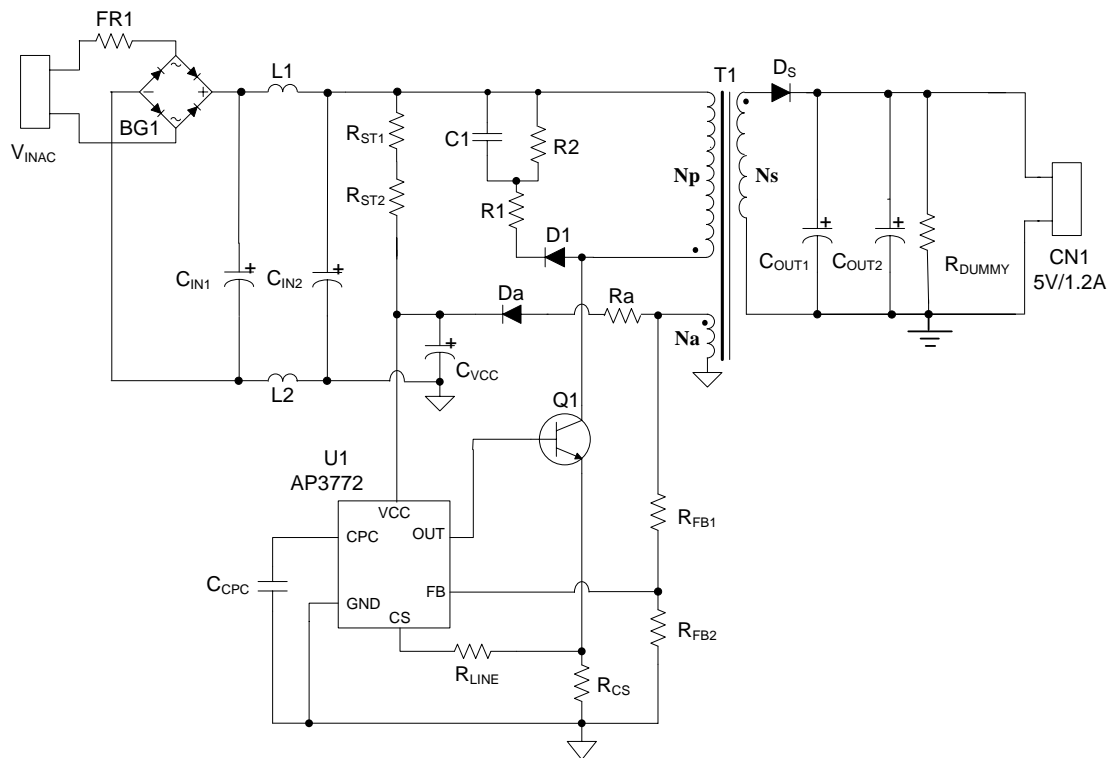 FR1
VINAC
BG1
~
~
-
+
L1
CIN1
+
CIN2
+
L2
RST1
RST2
C1
R2
R1
D1
Da
Ra
CVCC
+
Np
T1
Ns
Na
DS
COUT1
+
COUT2
+
RDUMMY
CN1
5V/1.2A
Q1
U1
AP3772
VCC
CPC
OUT
FB
GND
CS
CCPC
RLINE
RCS
RFB1
RFB2